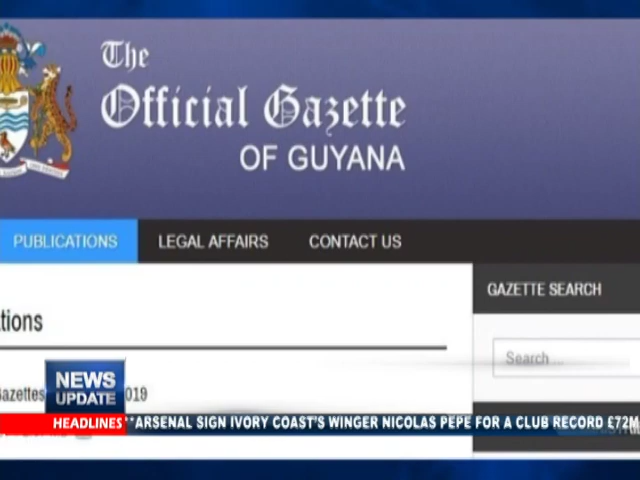 The
Official Gazette
OF GUYANA
PUBLICATIONS
LEGAL AFFAIRS
CONTACT US
GAZETTE SEARCH
tions
Search ...
azettes
019
NEWS
UPDATE
HEADLINES
**ARSENAL SIGN IVORY COAST'S WINGER NICOLAS PEPE FOR A CLUB RECORD £72M